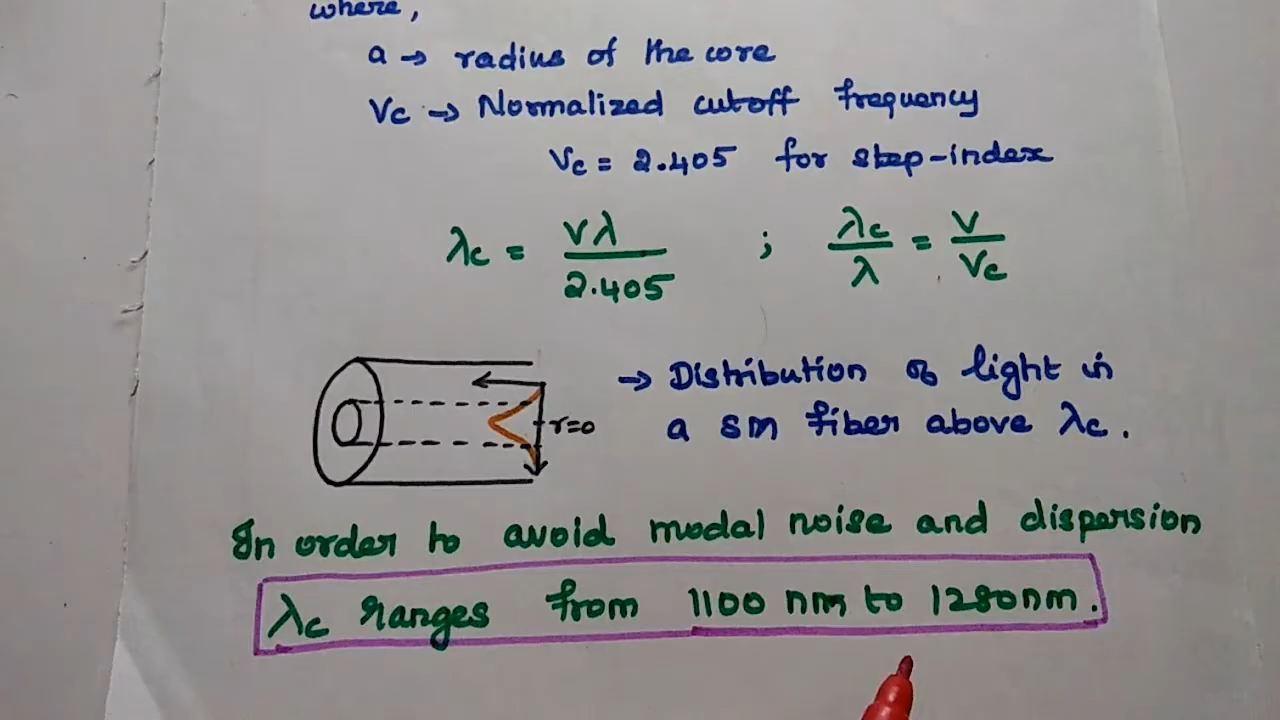 where,
a → radius of the core
Vc → Normalized cutoff frequency
Vc = 2.405 for step-index
λc = Vλ / 2.405 ; λc / λ = V / Vc
→ Distribution of light in
a SM fiber above λc.
r=0
In order to avoid modal noise and dispersion
λc ranges from 1100 nm to 1280nm.